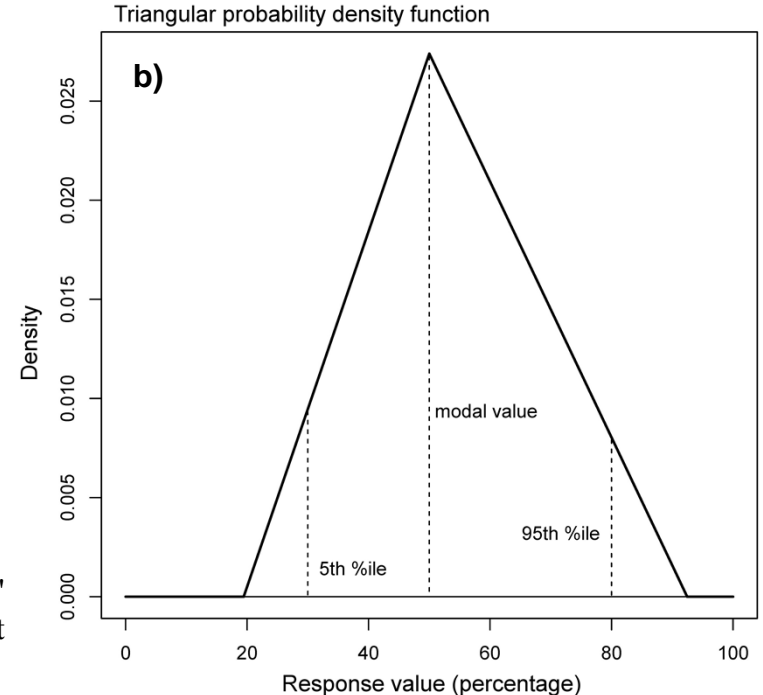 Triangular probability density function
b)
0.025
0.020
0.015
0.010
0.005
0.000
Density
modal value
95th %ile
5th %ile
0 20 40 60 80 100
Response value (percentage)
t